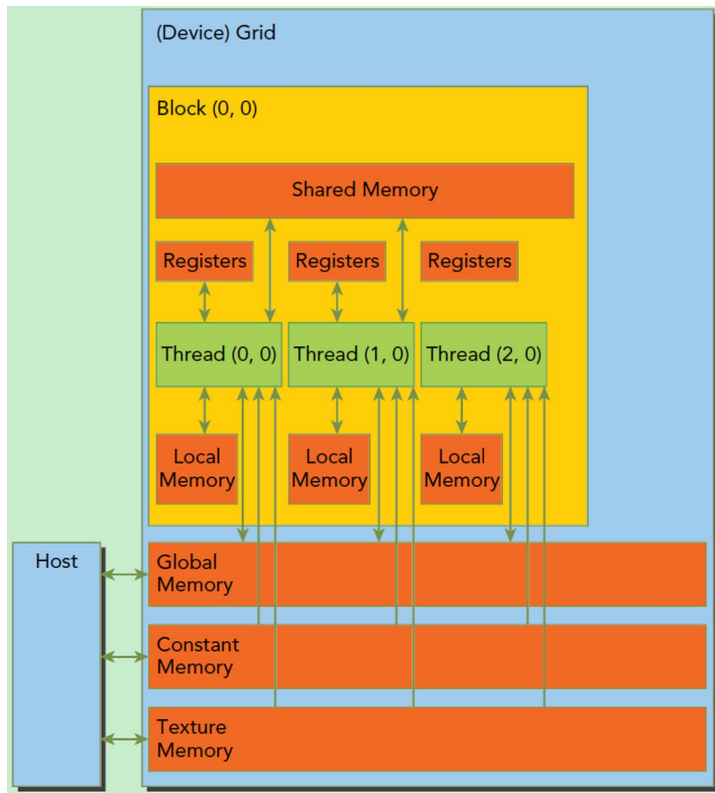 (Device) Grid
Block (0, 0)
Shared Memory
Registers
Registers
Registers
Thread (0, 0)
Thread (1, 0)
Thread (2, 0)
Local
Memory
Local
Memory
Local
Memory
Host
Global
Memory
Constant
Memory
Texture
Memory